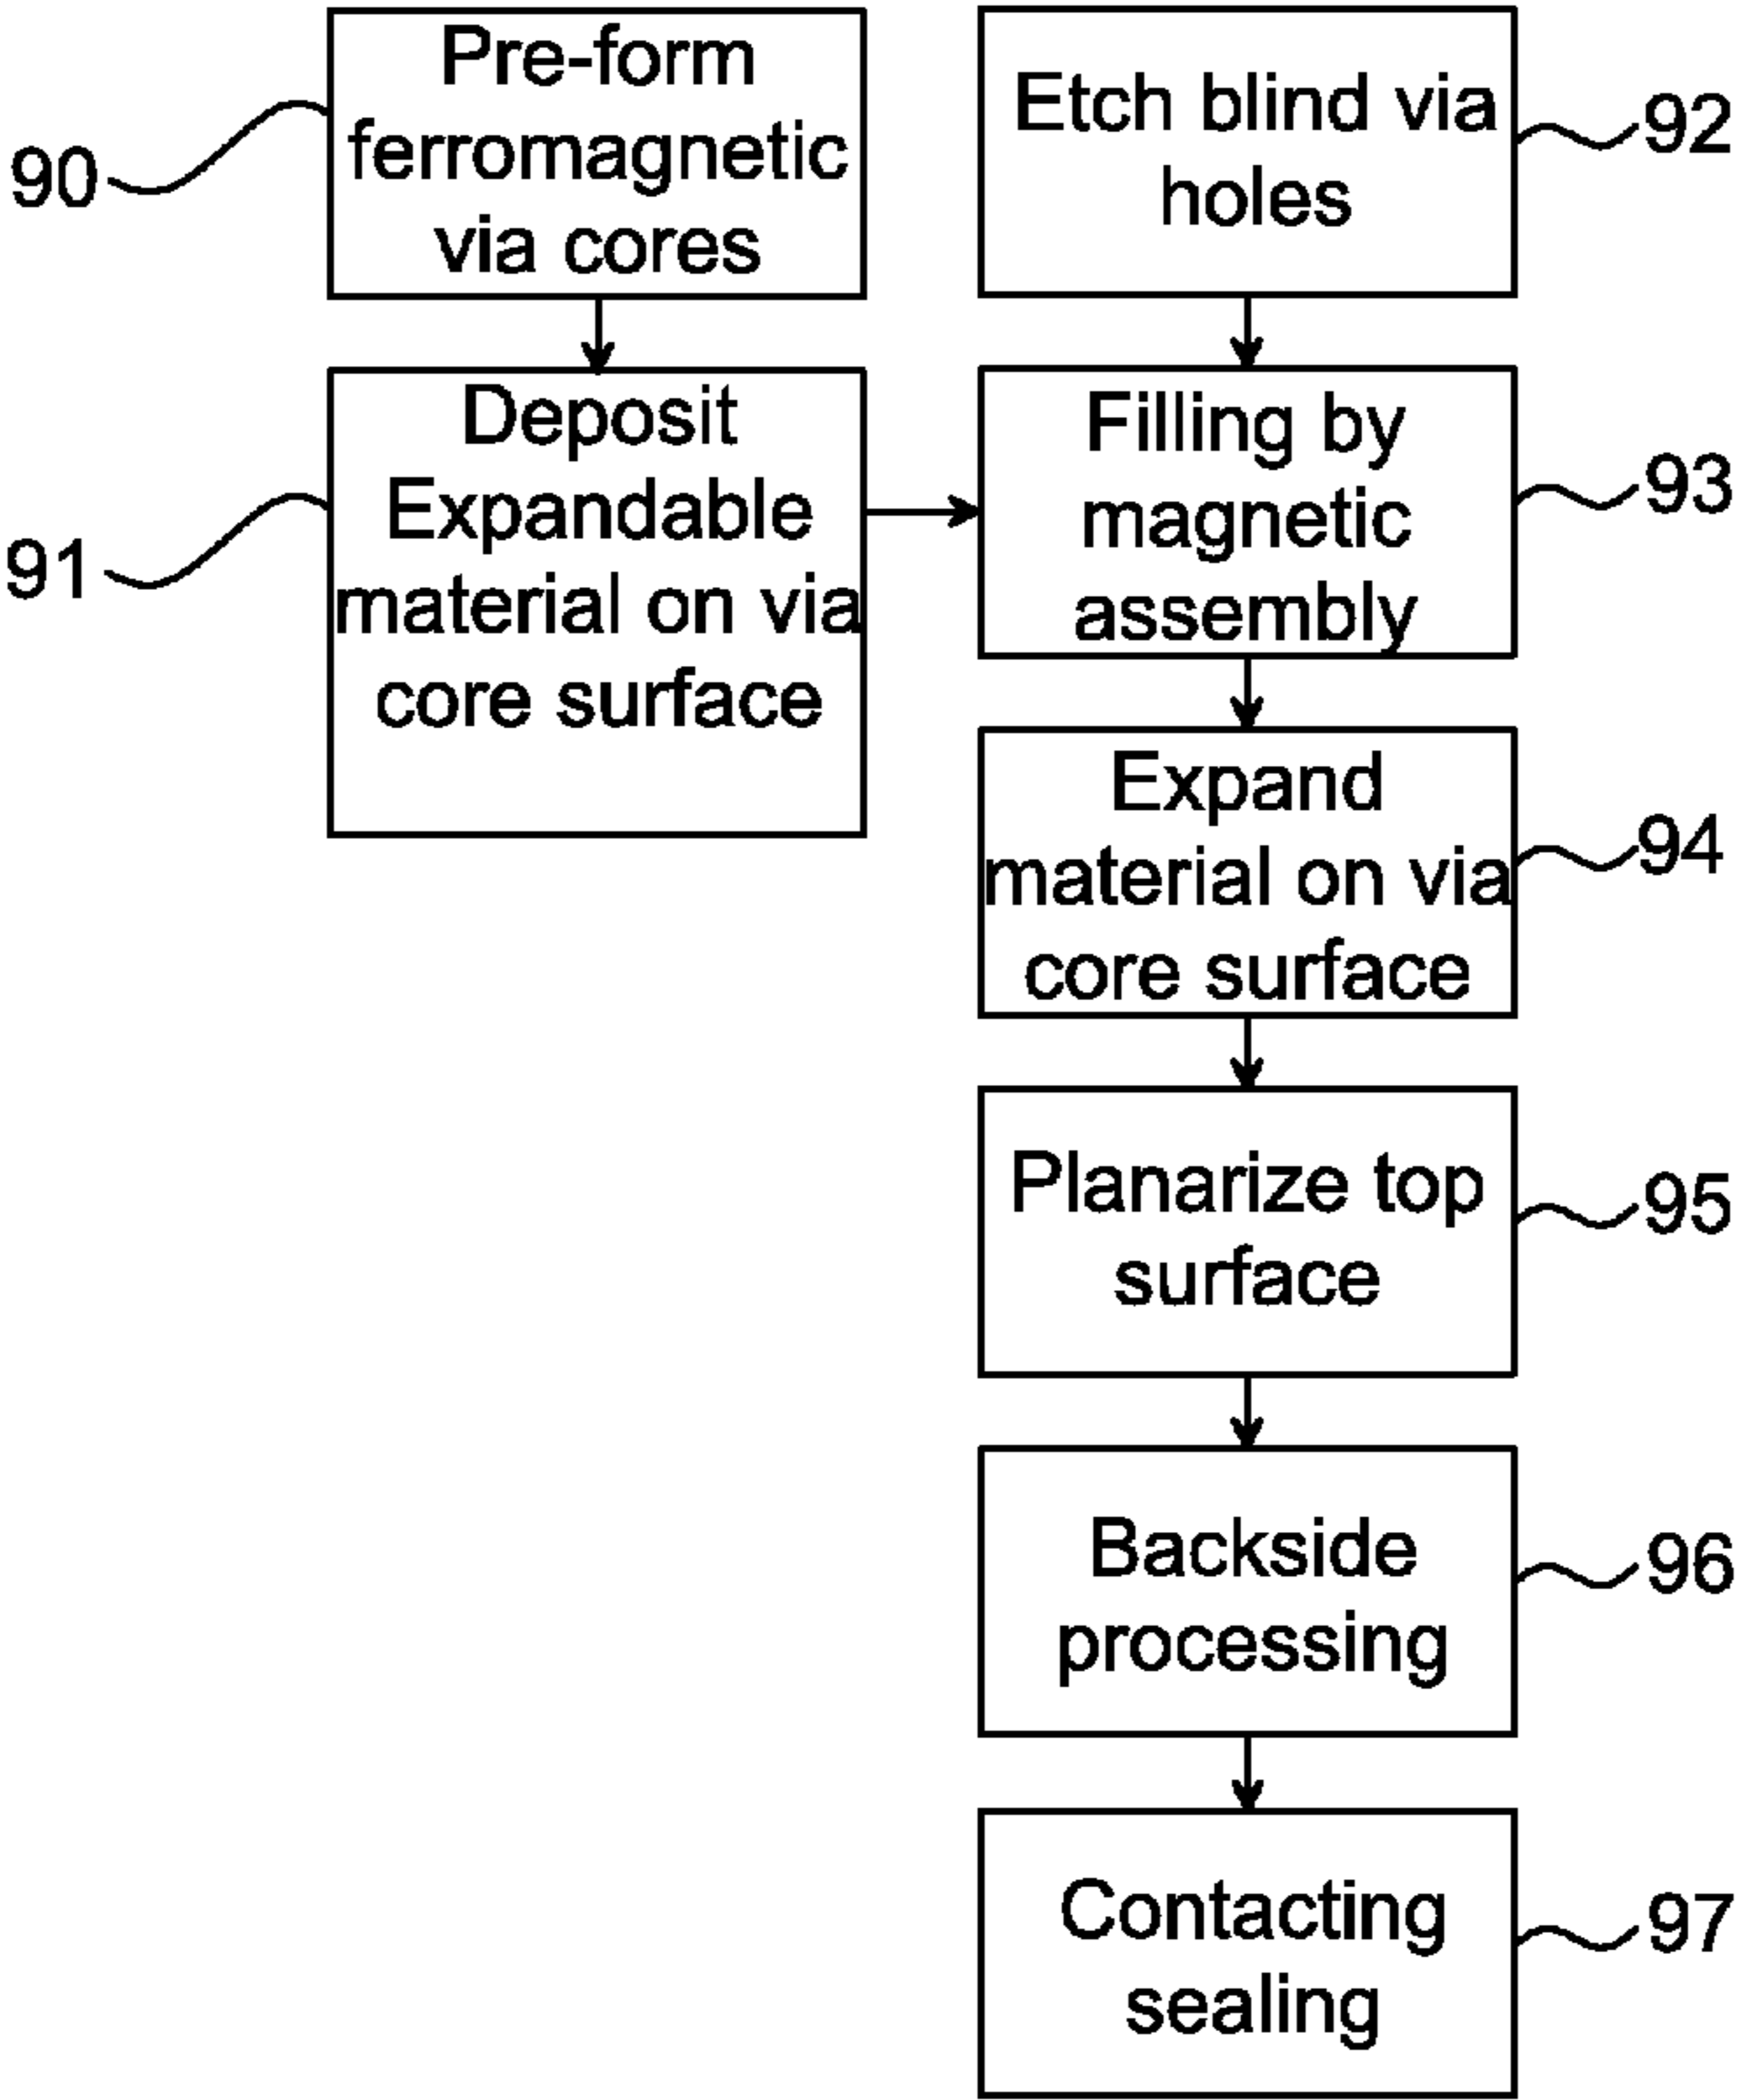 Pre-form
ferromagnetic
via cores
90
Deposit
Expandable
material on via
core surface
91
Etch blind via
holes
92
Filling by
magnetic
assembly
93
Expand
material on via
core surface
94
Planarize top
surface
95
Backside
processing
96
Contacting
sealing
97